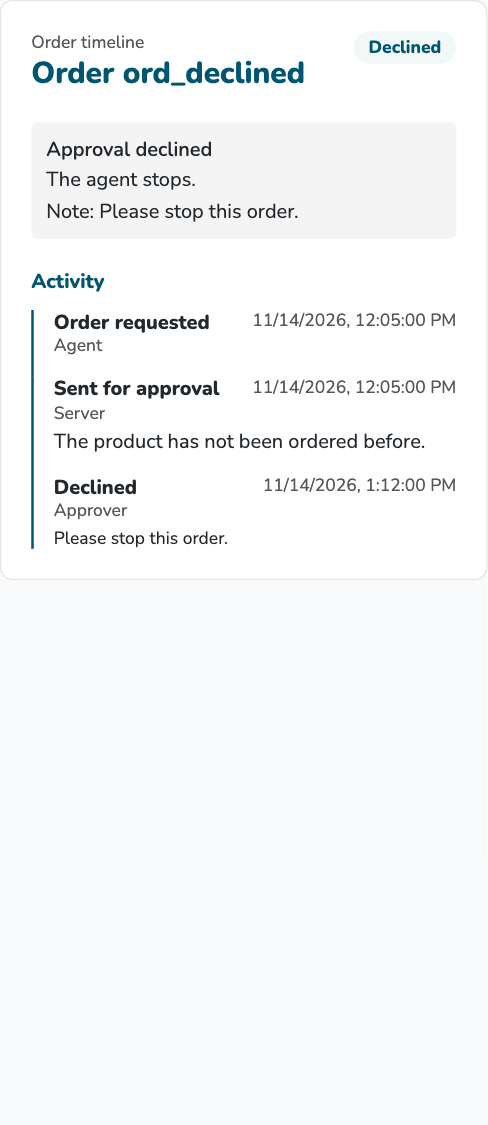 Order timeline
Declined
Order ord_declined
Approval declined
The agent stops.
Note: Please stop this order.
Activity
Order requested
11/14/2026, 12:05:00 PM
Agent
Sent for approval
11/14/2026, 12:05:00 PM
Server
The product has not been ordered before.
Declined
11/14/2026, 1:12:00 PM
Approver
Please stop this order.